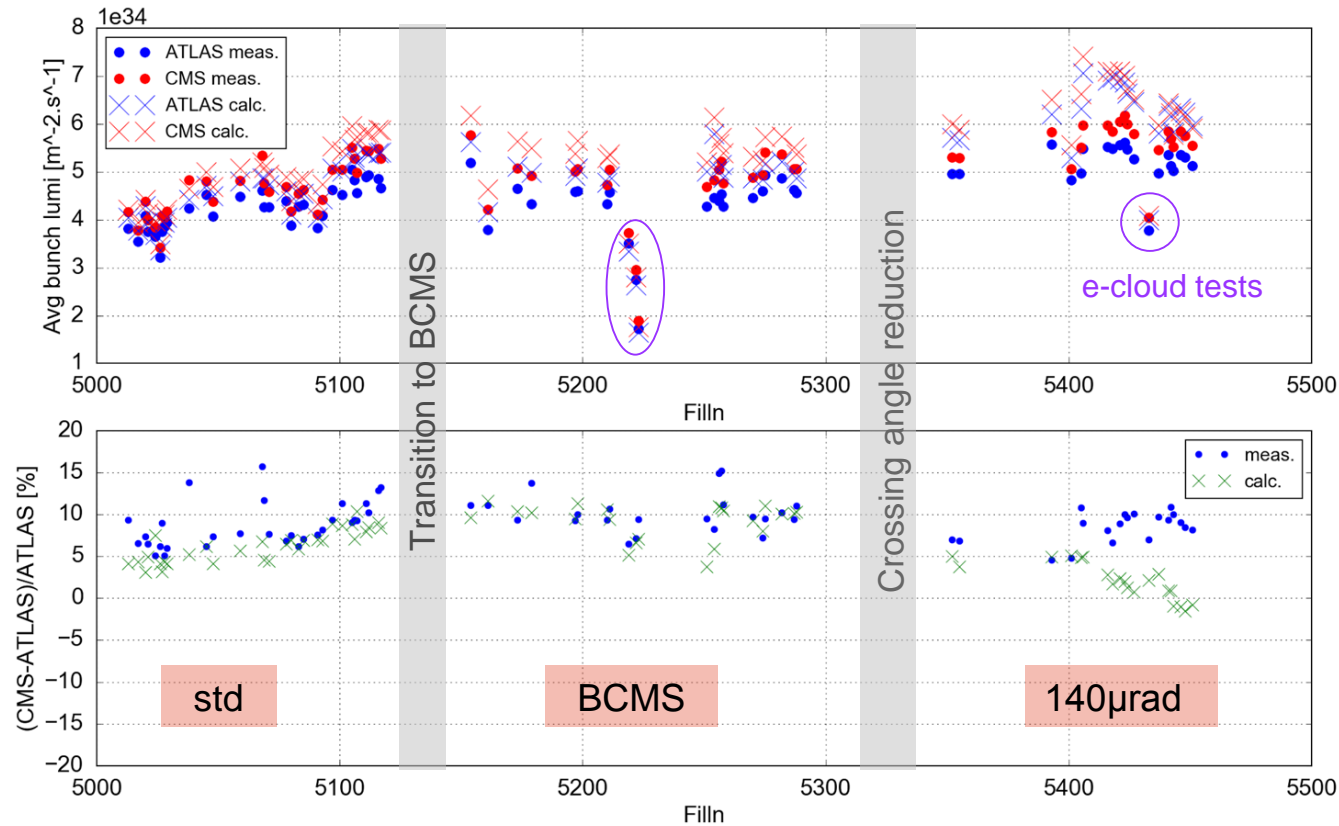 1e34
Avg bunch lumi [m^-2.s^-1]
8
7
6
5
4
3
2
1
ATLAS meas.
CMS meas.
ATLAS calc.
CMS calc.
e-cloud tests
5000
5100
5200
5300
5400
5500
Filln
Transition to BCMS
Crossing angle reduction
(CMS-ATLAS)/ATLAS [%]
20
15
10
5
0
−5
−10
−15
−20
meas.
calc.
std
BCMS
140μrad
5000
5100
5200
5300
5400
5500
Filln